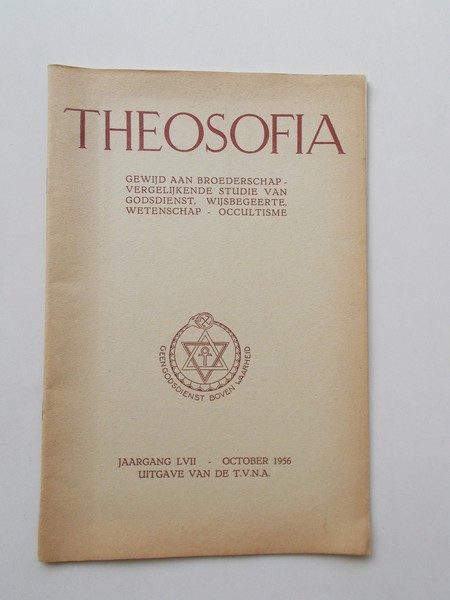 THEOSOFIA
GEWIJD AAN BROEDERSCHAP -
VERGELIJKENDE STUDIE VAN
GODSDIENST, WIJSBEGEERTE,
WETENSCHAP - OCCULTISME
GEEN GODSDIENST BOVEN WAARHEID
JAARGANG LVII - OCTOBER 1956
UITGAVE VAN DE T.V.N.A.